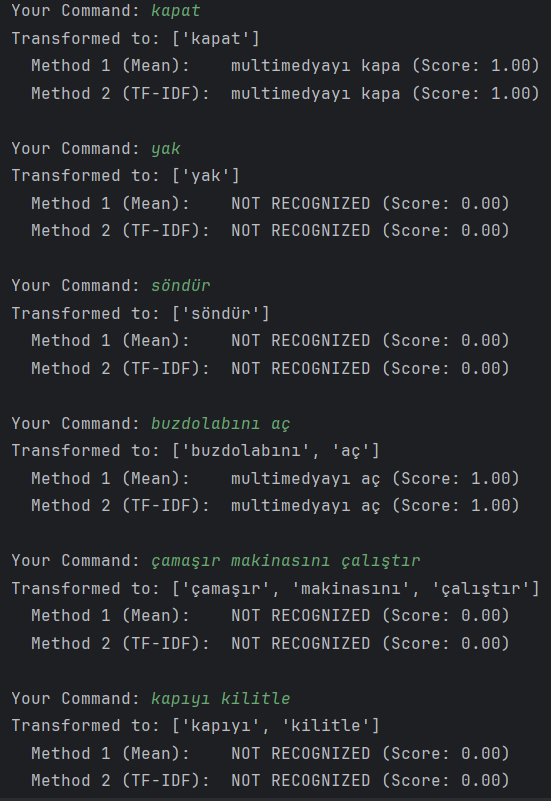 Your Command: kapat
Transformed to: ['kapat']
Method 1 (Mean): multimedyayı kapa (Score: 1.00)
Method 2 (TF-IDF): multimedyayı kapa (Score: 1.00)
Your Command: yak
Transformed to: ['yak']
Method 1 (Mean): NOT RECOGNIZED (Score: 0.00)
Method 2 (TF-IDF): NOT RECOGNIZED (Score: 0.00)
Your Command: söndür
Transformed to: ['söndür']
Method 1 (Mean): NOT RECOGNIZED (Score: 0.00)
Method 2 (TF-IDF): NOT RECOGNIZED (Score: 0.00)
Your Command: buzdolabını aç
Transformed to: ['buzdolabını', 'aç']
Method 1 (Mean): multimedyayı aç (Score: 1.00)
Method 2 (TF-IDF): multimedyayı aç (Score: 1.00)
Your Command: çamaşır makinasını çalıştır
Transformed to: ['çamaşır', 'makinasını', 'çalıştır']
Method 1 (Mean): NOT RECOGNIZED (Score: 0.00)
Method 2 (TF-IDF): NOT RECOGNIZED (Score: 0.00)
Your Command: kapıyı kilitle
Transformed to: ['kapıyı', 'kilitle']
Method 1 (Mean): NOT RECOGNIZED (Score: 0.00)
Method 2 (TF-IDF): NOT RECOGNIZED (Score: 0.00)